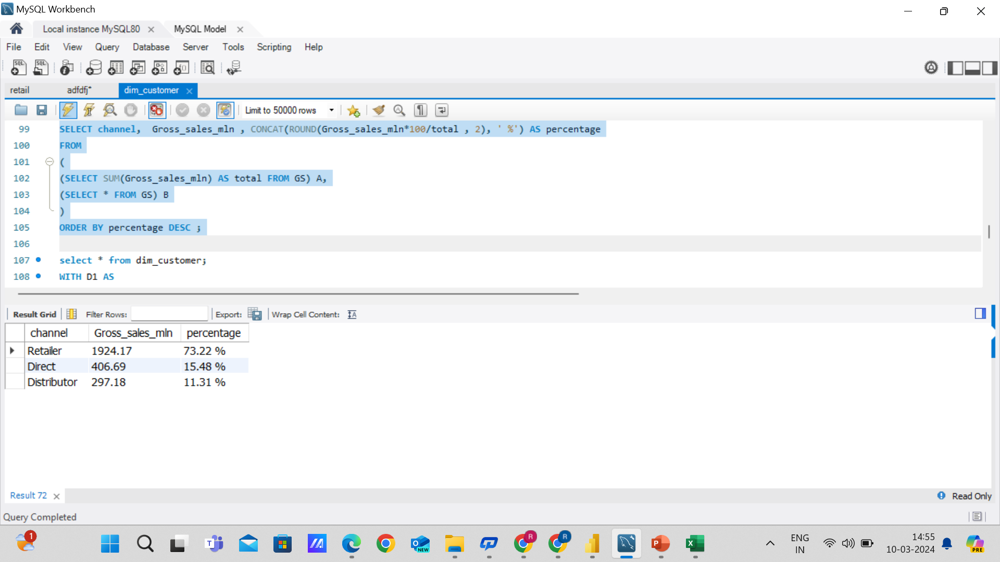 MySQL Workbench
Local instance MySQL80
MySQL Model
File Edit View Query Database Server Tools Scripting Help
retail adfdfj* dim_customer
Limit to 50000 rows
99 SELECT channel,  Gross_sales_mln , CONCAT(ROUND(Gross_sales_mln*100/total , 2), ' %') AS percentage
100 FROM
101 (
102 (SELECT SUM(Gross_sales_mln) AS total FROM GS) A,
103 (SELECT * FROM GS) B
104 )
105 ORDER BY percentage DESC ;
106
107 select * from dim_customer;
108 WITH D1 AS
Result Grid Filter Rows: Export: Wrap Cell Content:
channel Gross_sales_mln percentage
Retailer 1924.17 73.22 %
Direct 406.69 15.48 %
Distributor 297.18 11.31 %
Result 72 Read Only
Query Completed
1 NEW R R ENG 14:55
IN 10-03-2024 PRE